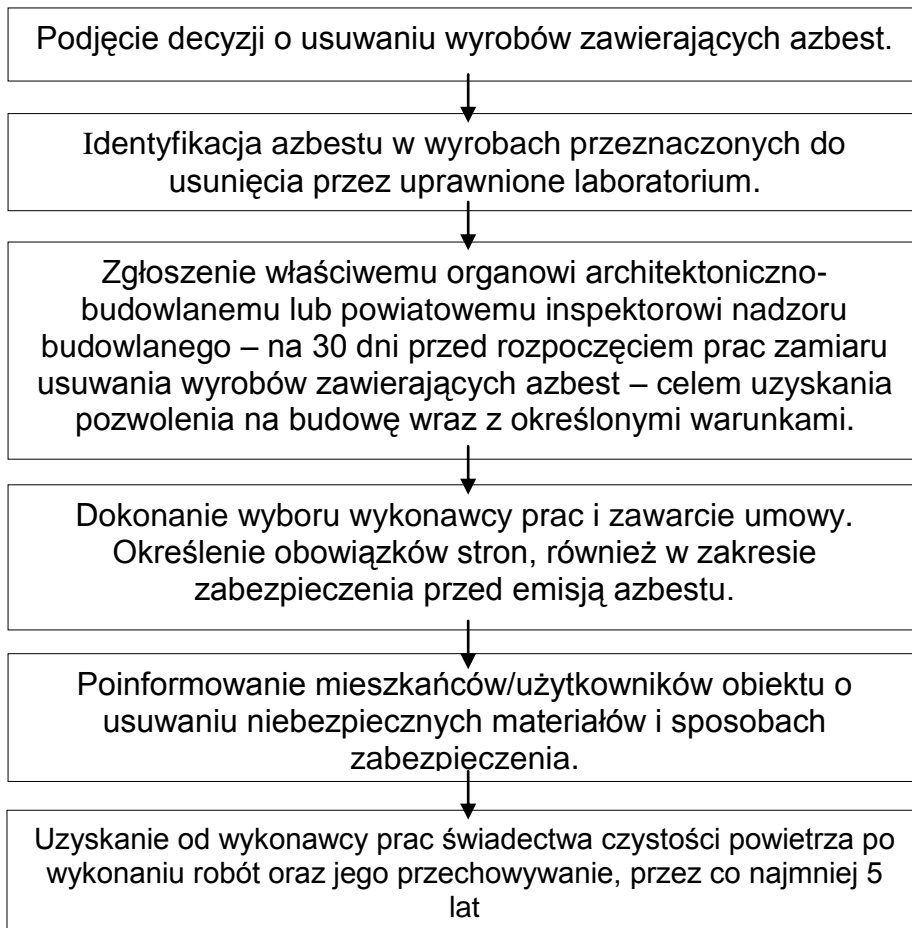 Podjęcie decyzji o usuwaniu wyrobów zawierających azbest.
Identyfikacja azbestu w wyrobach przeznaczonych do
usunięcia przez uprawnione laboratorium.
Zgłoszenie właściwemu organowi architektoniczno-
budowlanemu lub powiatowemu inspektorowi nadzoru
budowlanego – na 30 dni przed rozpoczęciem prac zamiaru
usuwania wyrobów zawierających azbest – celem uzyskania
pozwolenia na budowę wraz z określonymi warunkami.
Dokonanie wyboru wykonawcy prac i zawarcie umowy.
Określenie obowiązków stron, również w zakresie
zabezpieczenia przed emisją azbestu.
Poinformowanie mieszkańców/użytkowników obiektu o
usuwaniu niebezpiecznych materiałów i sposobach
zabezpieczenia.
Uzyskanie od wykonawcy prac świadectwa czystości powietrza po
wykonaniu robót oraz jego przechowywanie, przez co najmniej 5
lat